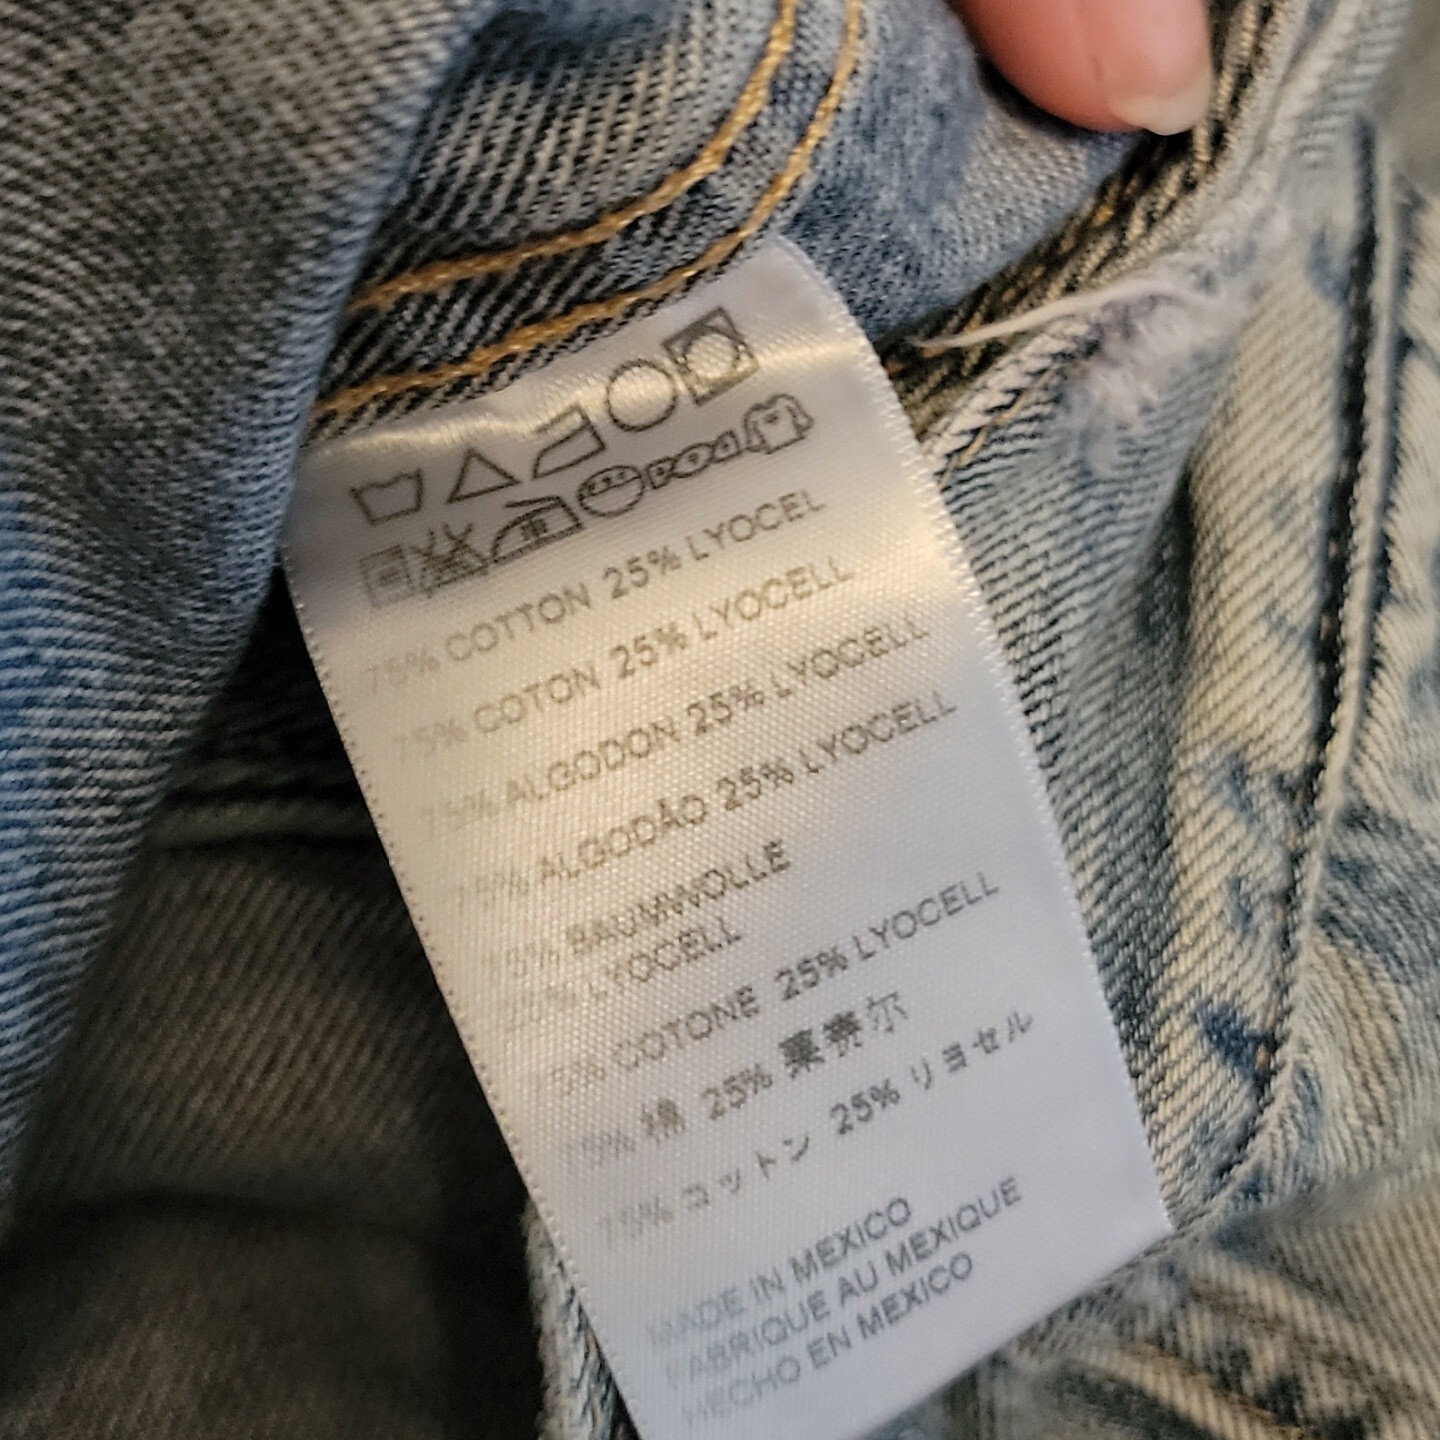 75% COTTON 25% LYOCEL
75% COTON 25% LYOCELL
75% ALGODON 25% LYOCELL
75% ALGODÃO 25% LYOCELL
75% BAUMWOLLE
25% LYOCELL
75% COTONE 25% LYOCELL
75% 棉 25% 莱赛尔
75% コットン 25% リヨセル
MADE IN MEXICO
FABRIQUE AU MEXIQUE
HECHO EN MEXICO